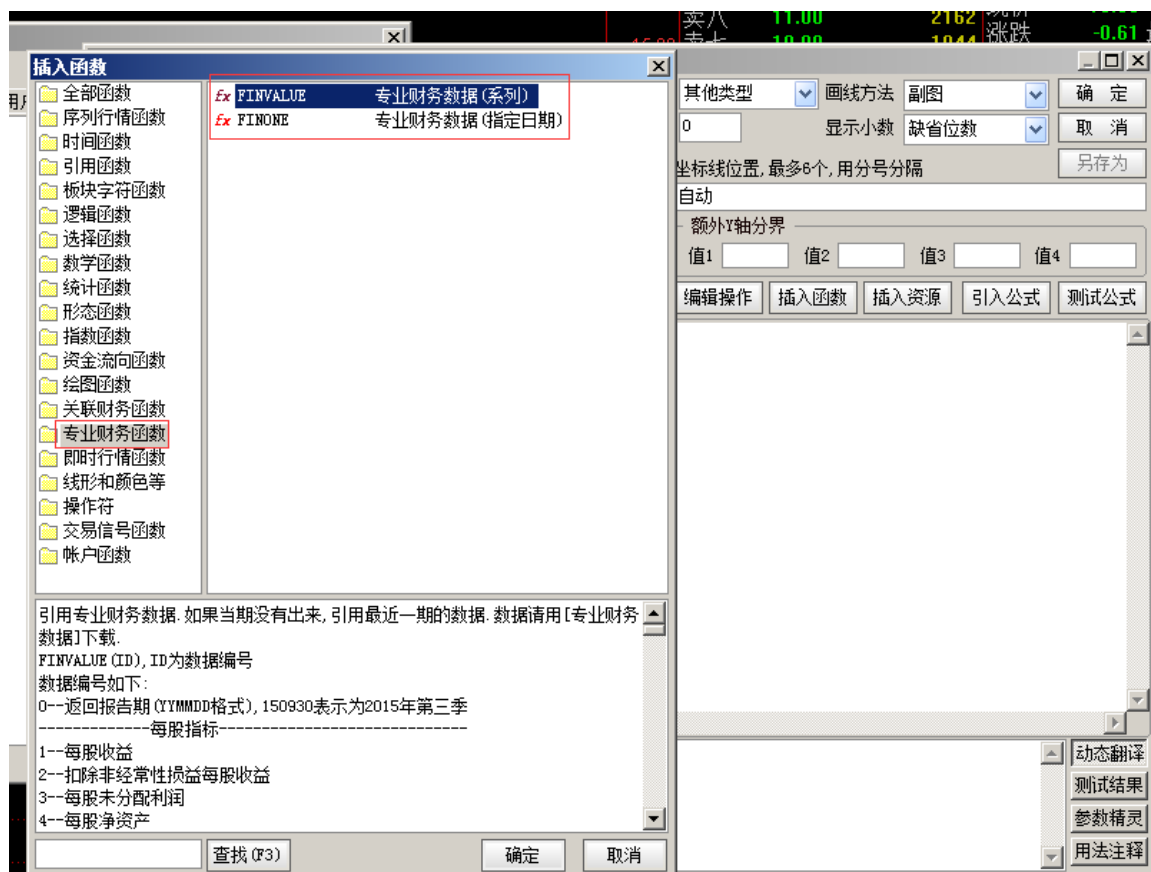 卖八 11.00 2162
-0.61
涨跌
插入函数
全部函数
序列行情函数
时间函数
引用函数
板块字符函数
逻辑函数
选择函数
数学函数
统计函数
形态函数
指数函数
资金流向函数
绘图函数
关联财务函数
专业财务函数
即时行情函数
线形和颜色等
操作符
交易信号函数
帐户函数
fx FINVALUE 专业财务数据(系列)
fx FINONE 专业财务数据(指定日期)
引用专业财务数据.如果当期没有出来,引用最近一期的数据.数据请用[专业财务
数据]下载.
FINVALUE(ID),ID为数据编号
数据编号如下:
0--返回报告期(YYMMDD格式),150930表示为2015年第三季
-------------每股指标----------------------------
1--每股收益
2--扣除非经常性损益每股收益
3--每股未分配利润
4--每股净资产
查找(F3) 确定 取消
其他类型 画线方法 副图 确 定
0 显示小数 缺省位数 取 消
坐标线位置,最多6个,用分号分隔 另存为
自动
额外Y轴分界
值1 值2 值3 值4
编辑操作 插入函数 插入资源 引入公式 测试公式
动态翻译
测试结果
参数精灵
用法注释